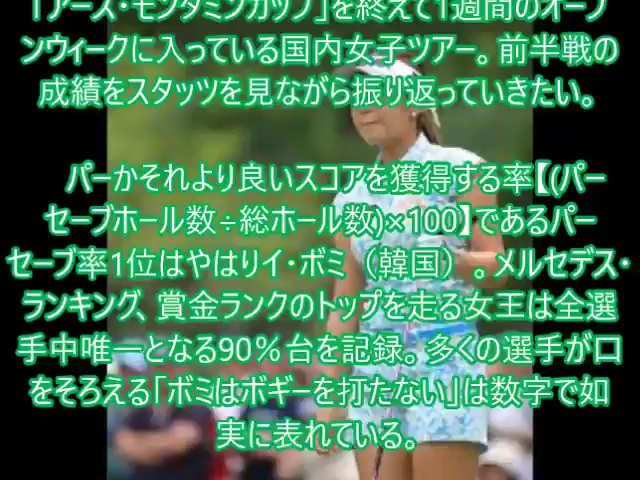 「アース・モンダミンカップ」を終えて1週間のオープ
ンウィークに入っている国内女子ツアー。前半戦の
成績をスタッツを見ながら振り返っていきたい。
パーかそれより良いスコアを獲得する率【(パー
セーブホール数÷総ホール数)×100】であるパー
セーブ率1位はやはりイ・ボミ（韓国）。メルセデス・
ランキング、賞金ランクのトップを走る女王は全選
手中唯一となる90％台を記録。多くの選手が口
をそろえる「ボミはボギーを打たない」は数字で如
実に表れている。